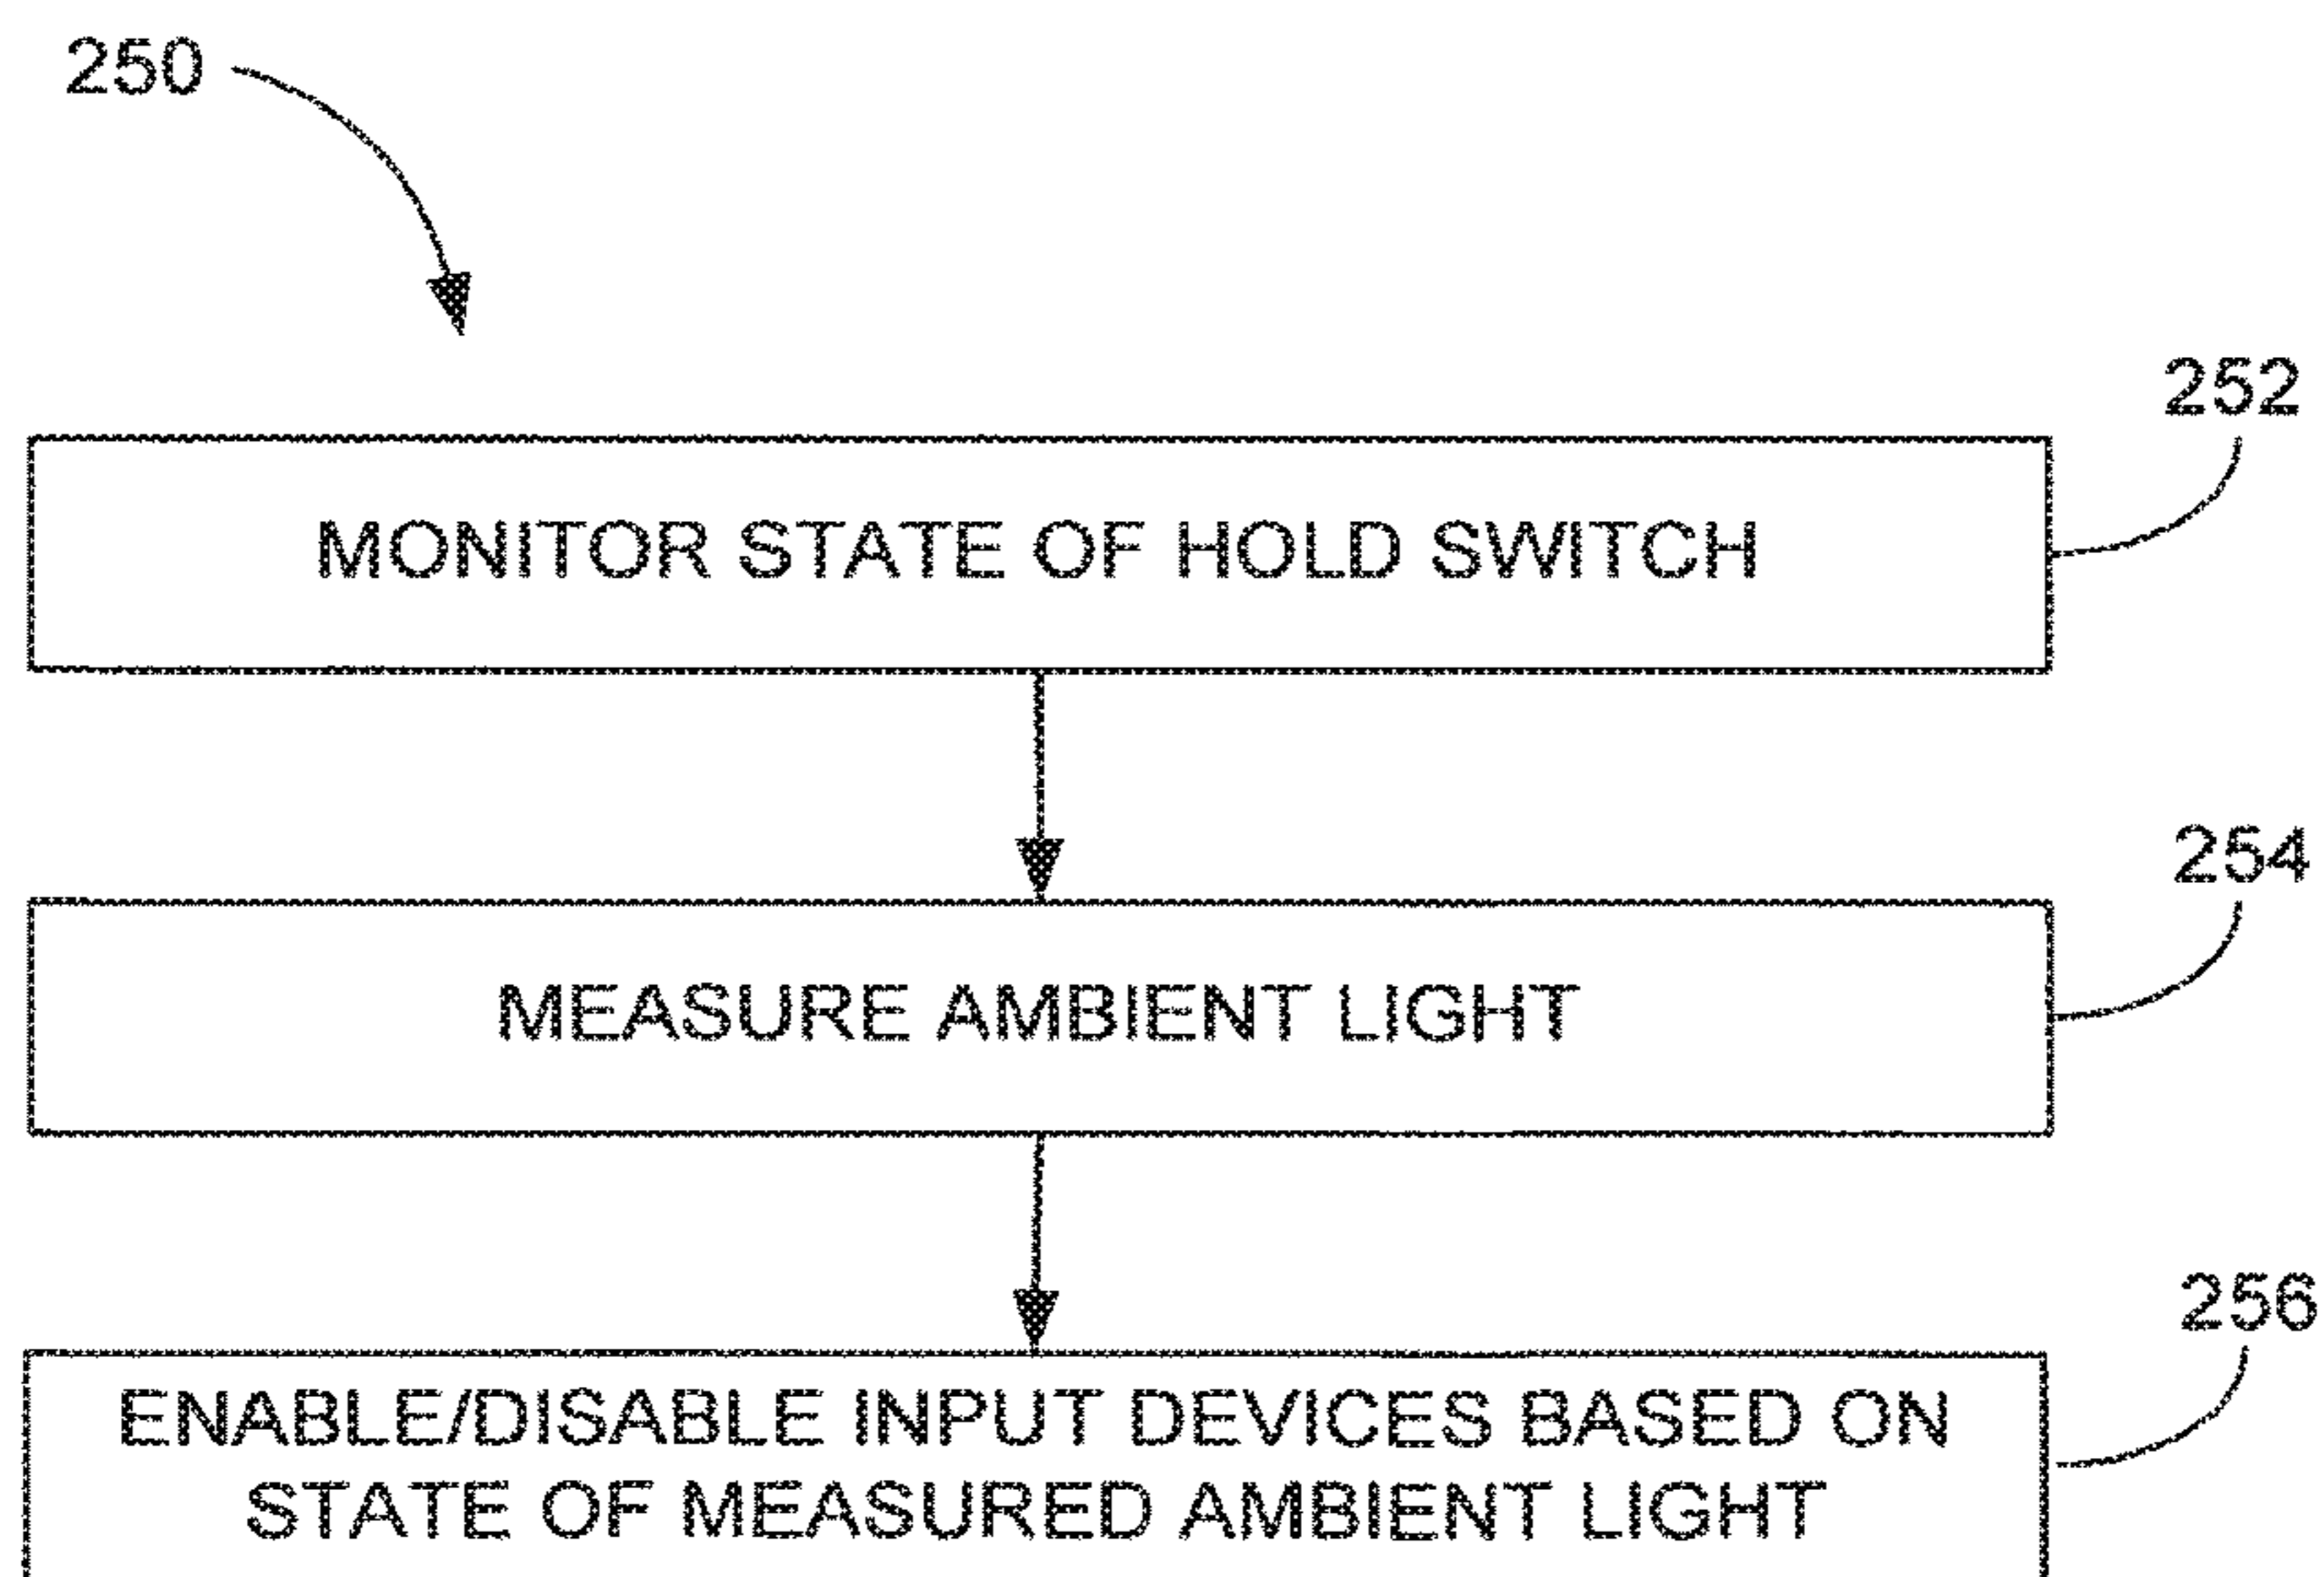 250
252
MONITOR STATE OF HOLD SWITCH
254
MEASURE AMBIENT LIGHT
256
ENABLE/DISABLE INPUT DEVICES BASED ON
STATE OF MEASURED AMBIENT LIGHT